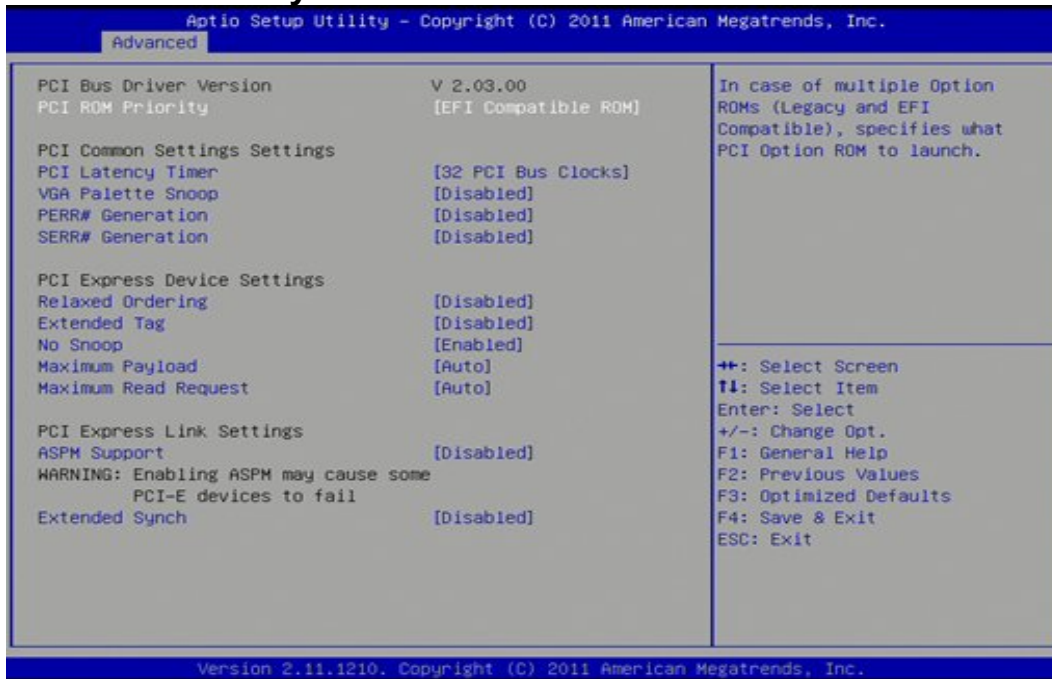 Aptio Setup Utility – Copyright (C) 2011 American Megatrends, Inc.
Advanced
PCI Bus Driver Version V 2.03.00
PCI ROM Priority [EFI Compatible ROM]
PCI Common Settings Settings
PCI Latency Timer [32 PCI Bus Clocks]
VGA Palette Snoop [Disabled]
PERR# Generation [Disabled]
SERR# Generation [Disabled]
PCI Express Device Settings
Relaxed Ordering [Disabled]
Extended Tag [Disabled]
No Snoop [Enabled]
Maximum Payload [Auto]
Maximum Read Request [Auto]
PCI Express Link Settings
ASPM Support [Disabled]
WARNING: Enabling ASPM may cause some
PCI-E devices to fail
Extended Synch [Disabled]
In case of multiple Option
ROMs (Legacy and EFI
Compatible), specifies what
PCI Option ROM to launch.
→←: Select Screen
↑↓: Select Item
Enter: Select
+/-: Change Opt.
F1: General Help
F2: Previous Values
F3: Optimized Defaults
F4: Save & Exit
ESC: Exit
Version 2.11.1210. Copyright (C) 2011 American Megatrends, Inc.